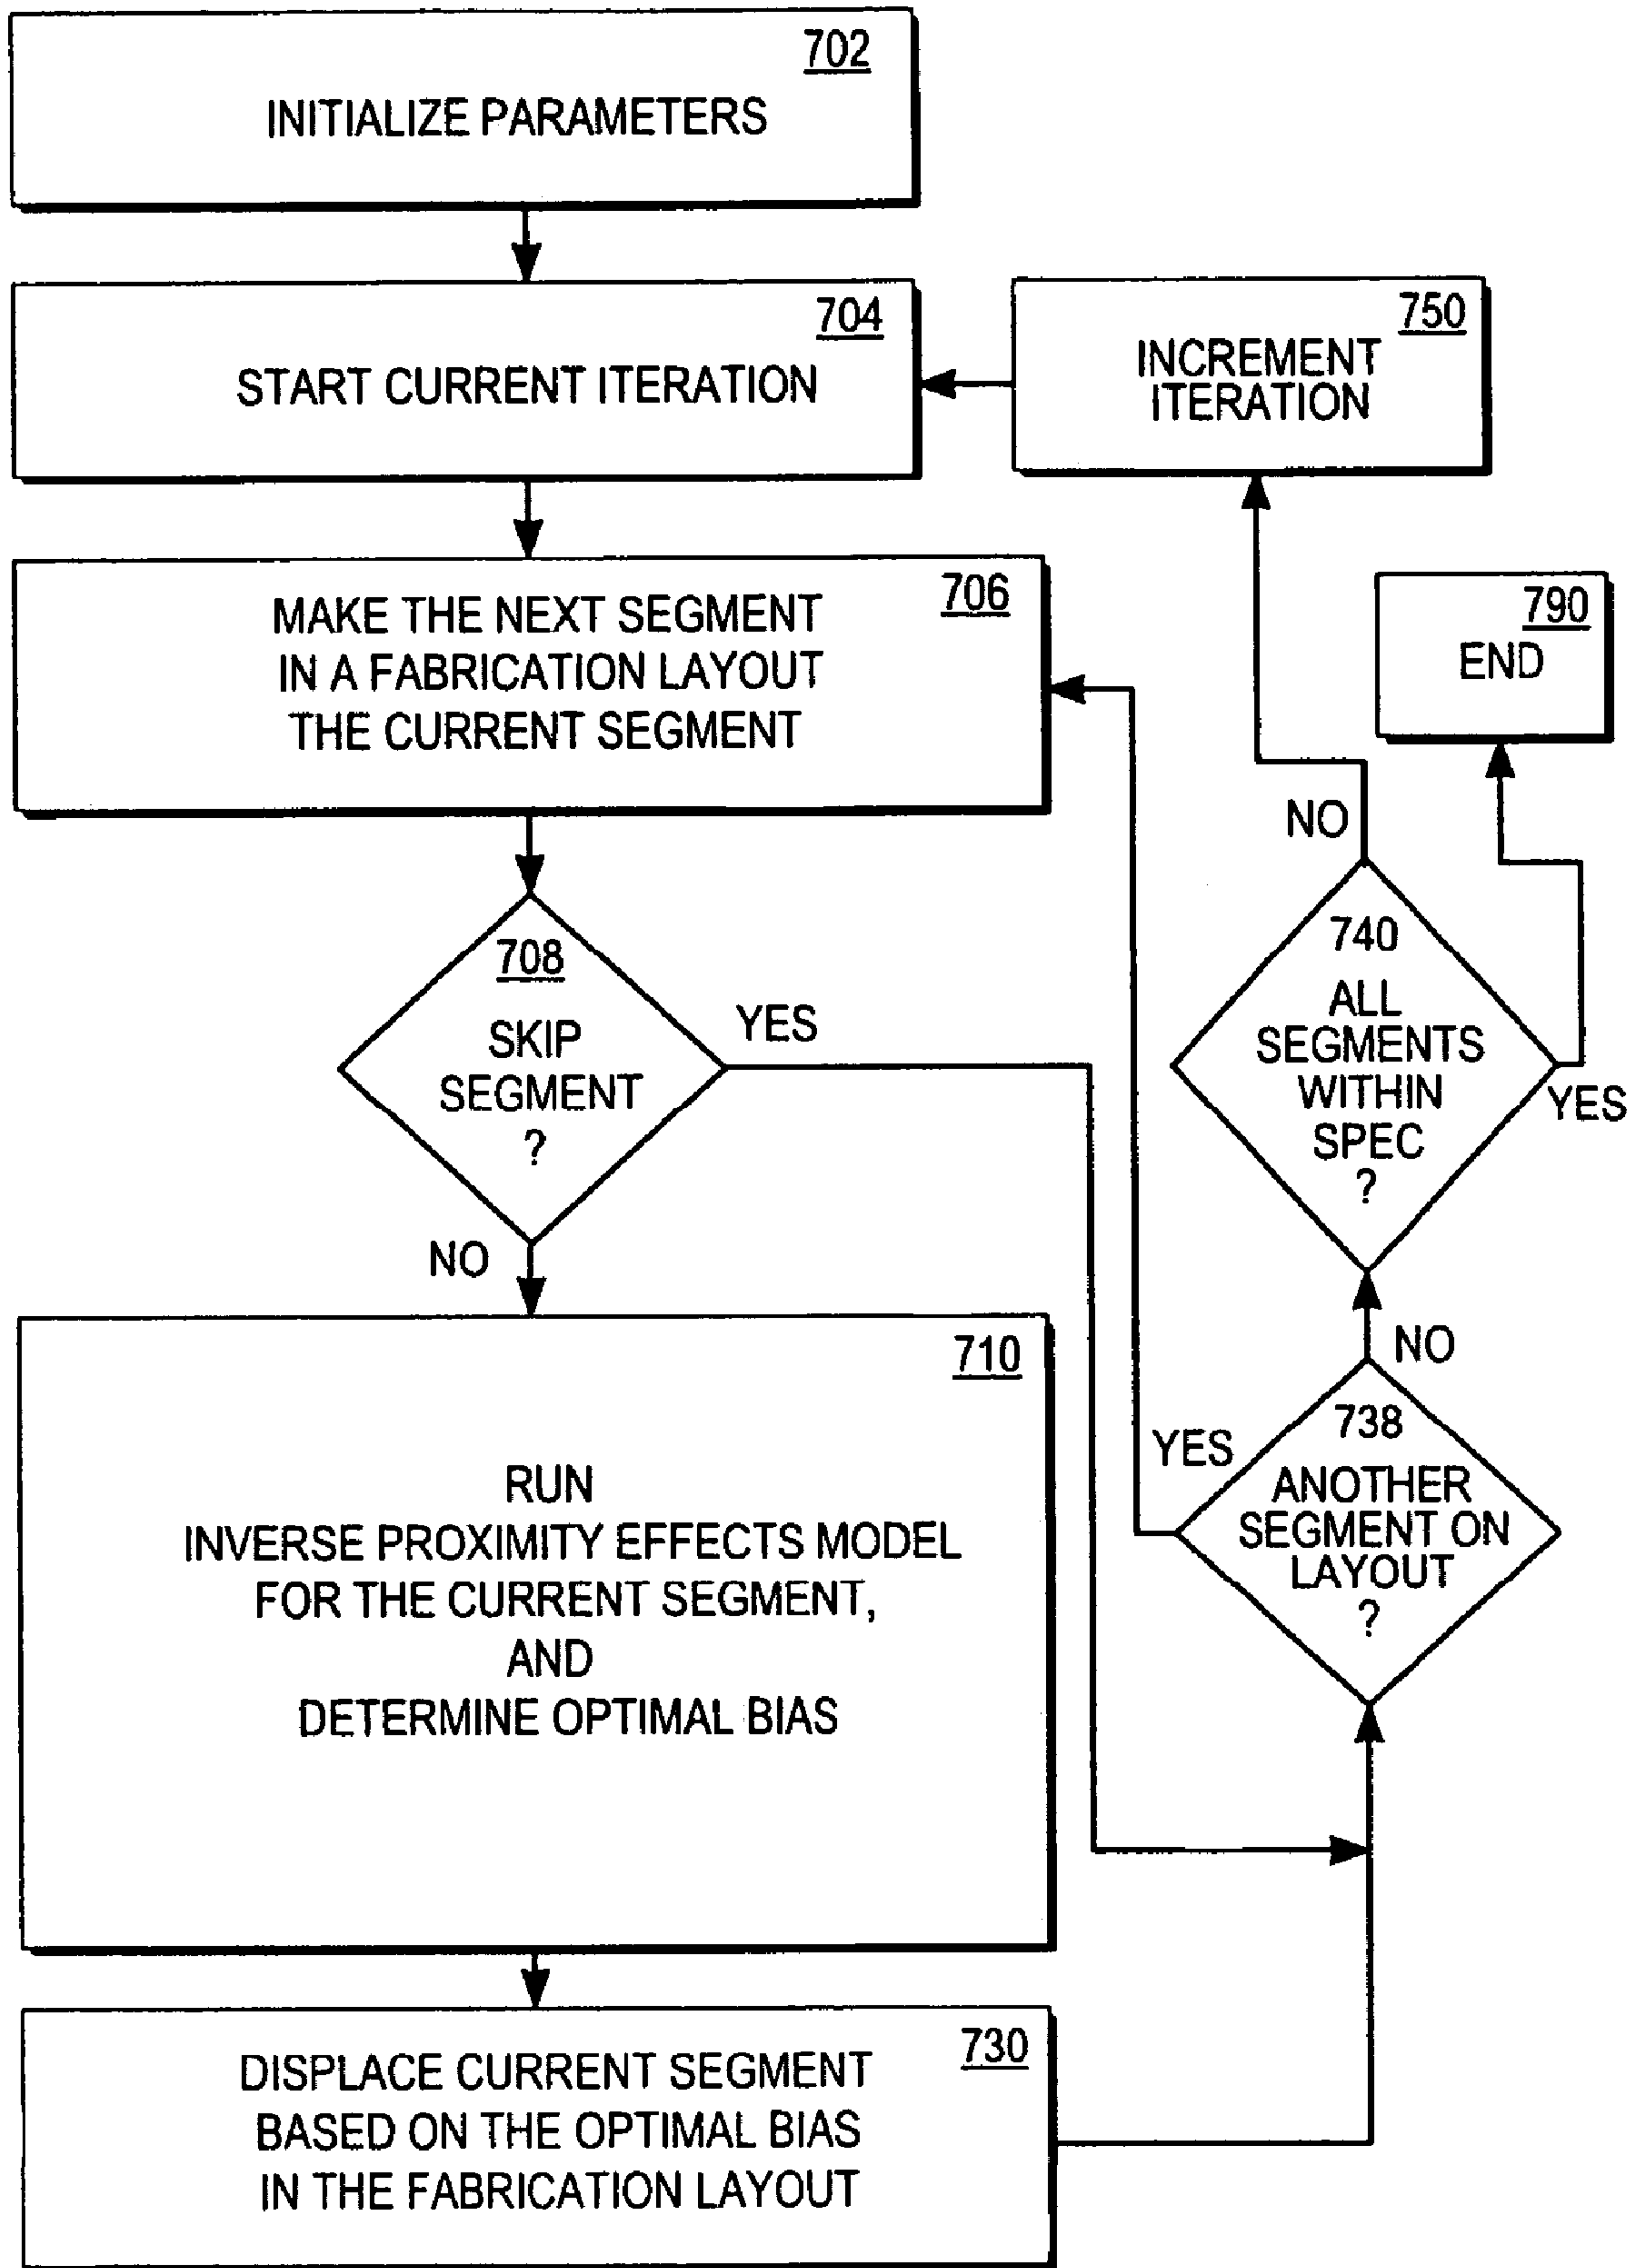 702
INITIALIZE PARAMETERS
704
START CURRENT ITERATION
750
INCREMENT
ITERATION
706
MAKE THE NEXT SEGMENT
IN A FABRICATION LAYOUT
THE CURRENT SEGMENT
790
END
NO
708
SKIP
SEGMENT
?
YES
NO
740
ALL
SEGMENTS
WITHIN
SPEC
?
YES
710
RUN
INVERSE PROXIMITY EFFECTS MODEL
FOR THE CURRENT SEGMENT,
AND
DETERMINE OPTIMAL BIAS
NO
738
YES
ANOTHER
SEGMENT ON
LAYOUT
?
730
DISPLACE CURRENT SEGMENT
BASED ON THE OPTIMAL BIAS
IN THE FABRICATION LAYOUT